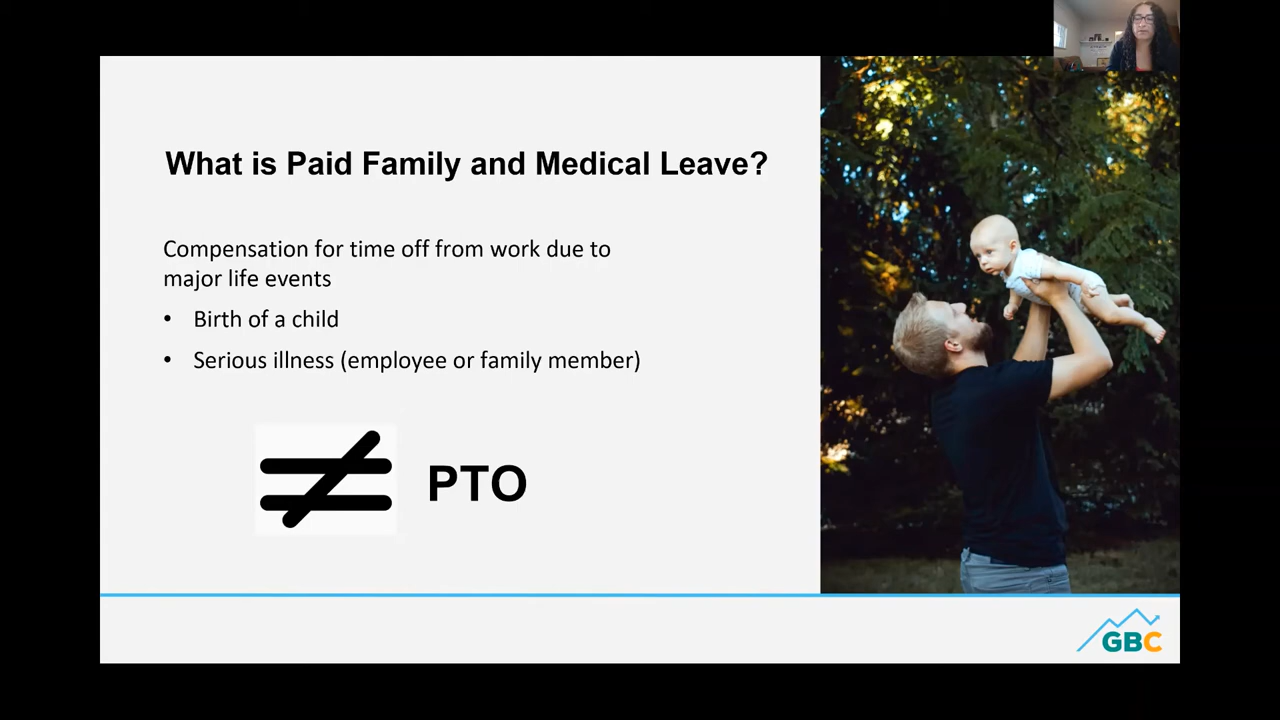 What is Paid Family and Medical Leave?
Compensation for time off from work due to
major life events
• Birth of a child
• Serious illness (employee or family member)
≠ PTO
GBC